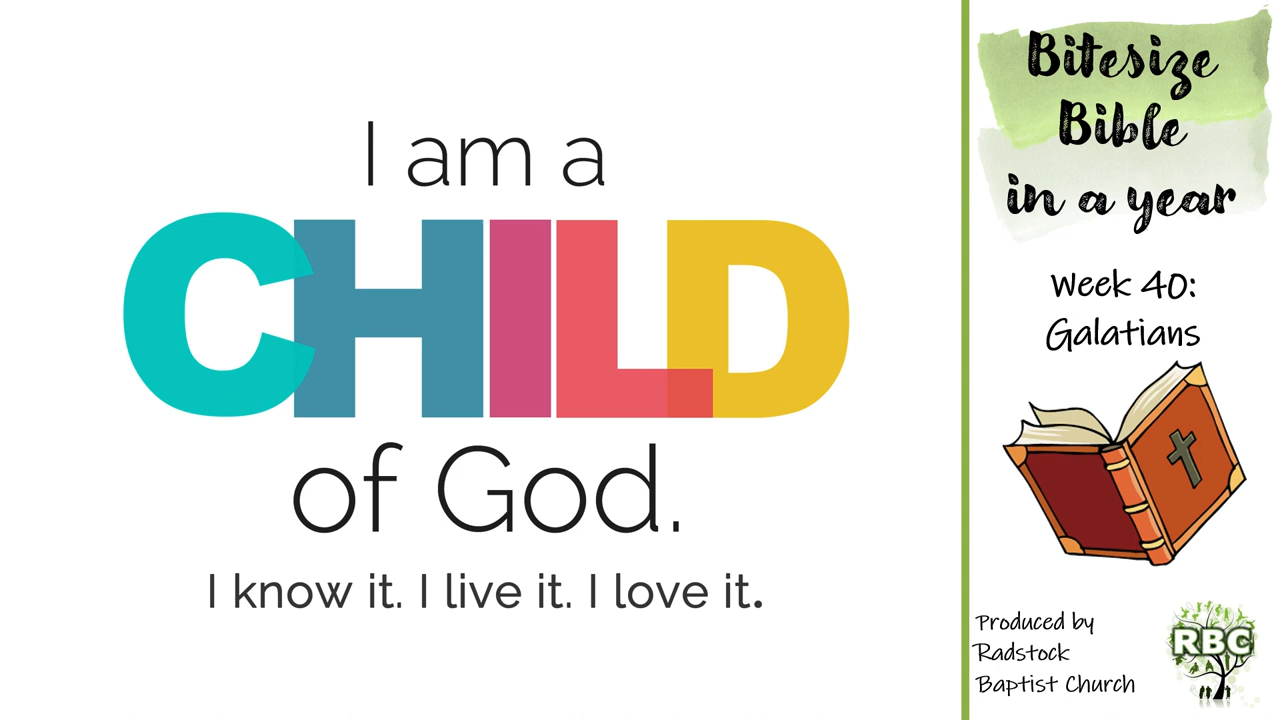 I am a
CHILD
of God.
I know it. I live it. I love it.
Bitesize
Bible
in a year
Week 40:
Galatians
Produced by
Radstock
Baptist Church
RBC